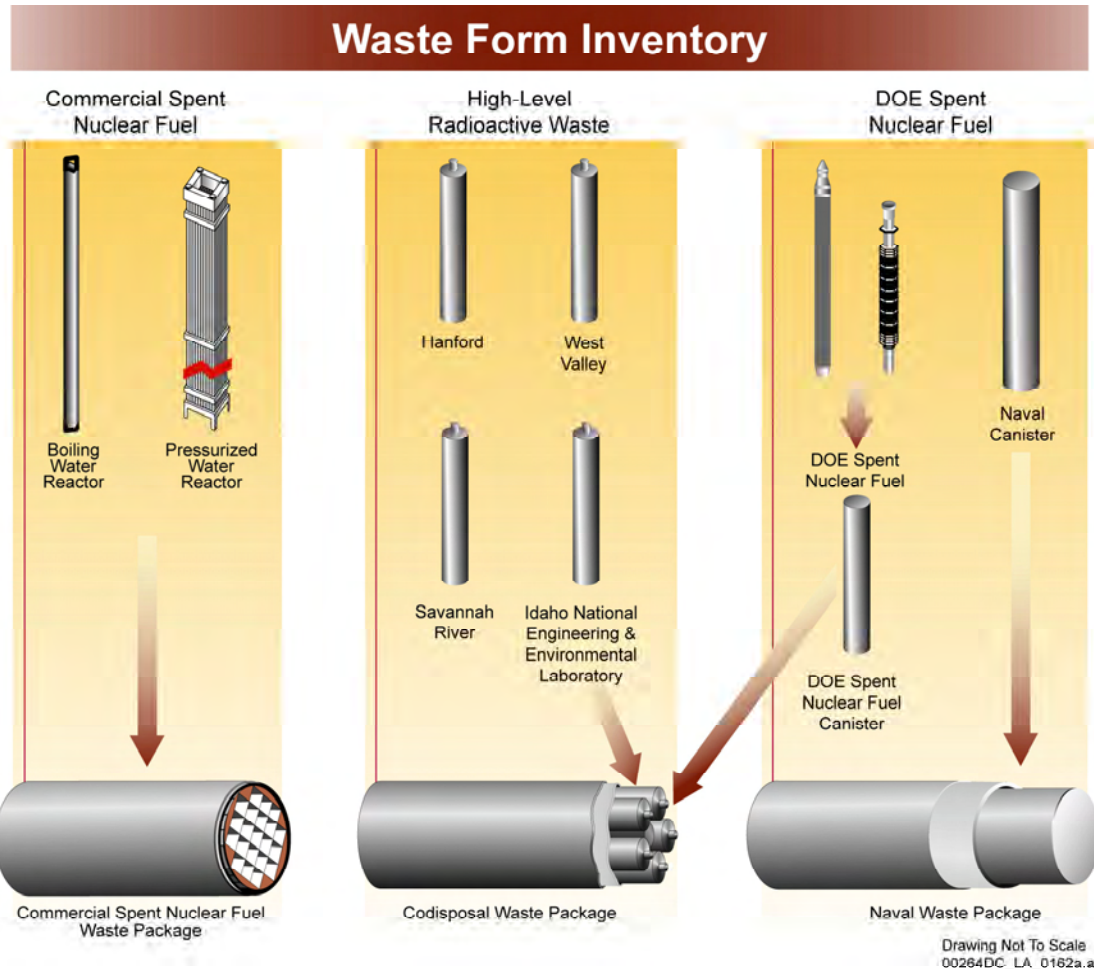 Waste Form Inventory
Commercial Spent
Nuclear Fuel
High-Level
Radioactive Waste
DOE Spent
Nuclear Fuel
Boiling
Water
Reactor
Pressurized
Water
Reactor
Hanford
West
Valley
Savannah
River
Idaho National
Engineering &
Environmental
Laboratory
DOE Spent
Nuclear Fuel
Naval
Canister
DOE Spent
Nuclear Fuel
Canister
Commercial Spent Nuclear Fuel
Waste Package
Codisposal Waste Package
Naval Waste Package
Drawing Not To Scale
00264DC_LA_0162a.a